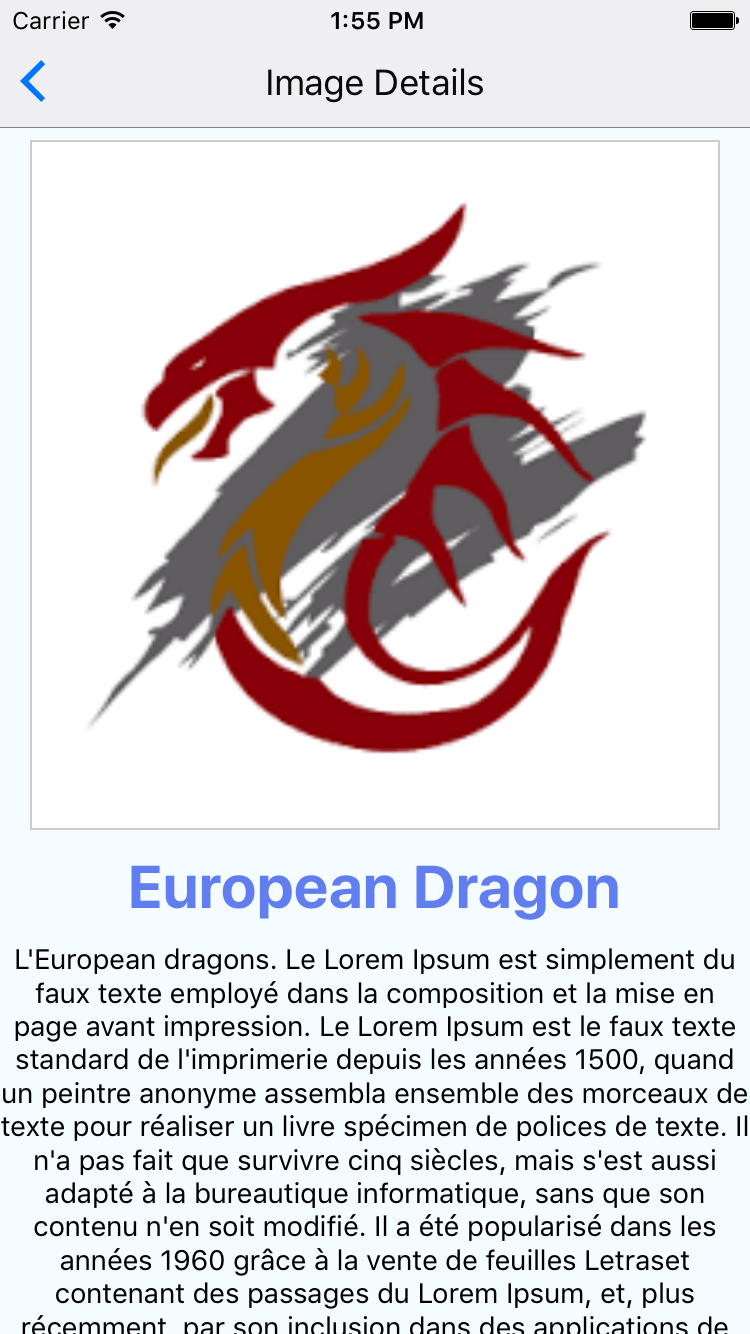 Carrier 1:55 PM
Image Details
European Dragon
L'European dragons. Le Lorem Ipsum est simplement du
faux texte employé dans la composition et la mise en
page avant impression. Le Lorem Ipsum est le faux texte
standard de l'imprimerie depuis les années 1500, quand
un peintre anonyme assembla ensemble des morceaux de
texte pour réaliser un livre spécimen de polices de texte. Il
n'a pas fait que survivre cinq siècles, mais s'est aussi
adapté à la bureautique informatique, sans que son
contenu n'en soit modifié. Il a été popularisé dans les
années 1960 grâce à la vente de feuilles Letraset
contenant des passages du Lorem Ipsum, et, plus
récemment, par son inclusion dans des applications de